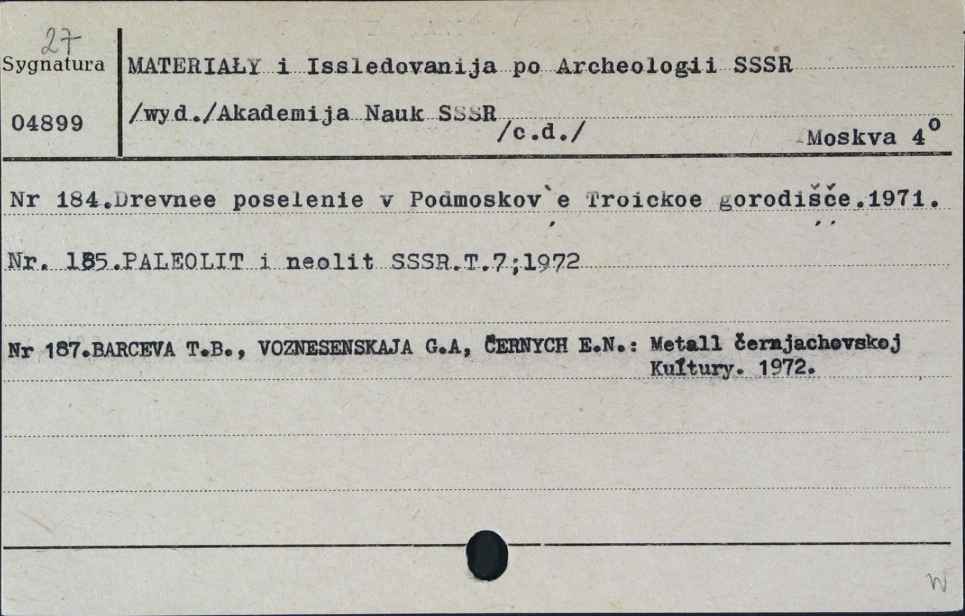 27
Sygnatura
04899
MATERIAŁY i Issledovanija po Archeologii SSSR
/wyd./Akademija Nauk SSSR
/c.d./
Moskva 4°
Nr 184.Drevnee poselenie v Podmoskov`e Troickoe gorodišče.1971.
Nr. 185.PALEOLIT i neolit SSSR.T.7;1972
Nr 187.BARCEVA T.B., VOZNESENSKAJA G.A, ČERNYCH E.N.: Metall černjachovskoj
Kultury. 1972.
W